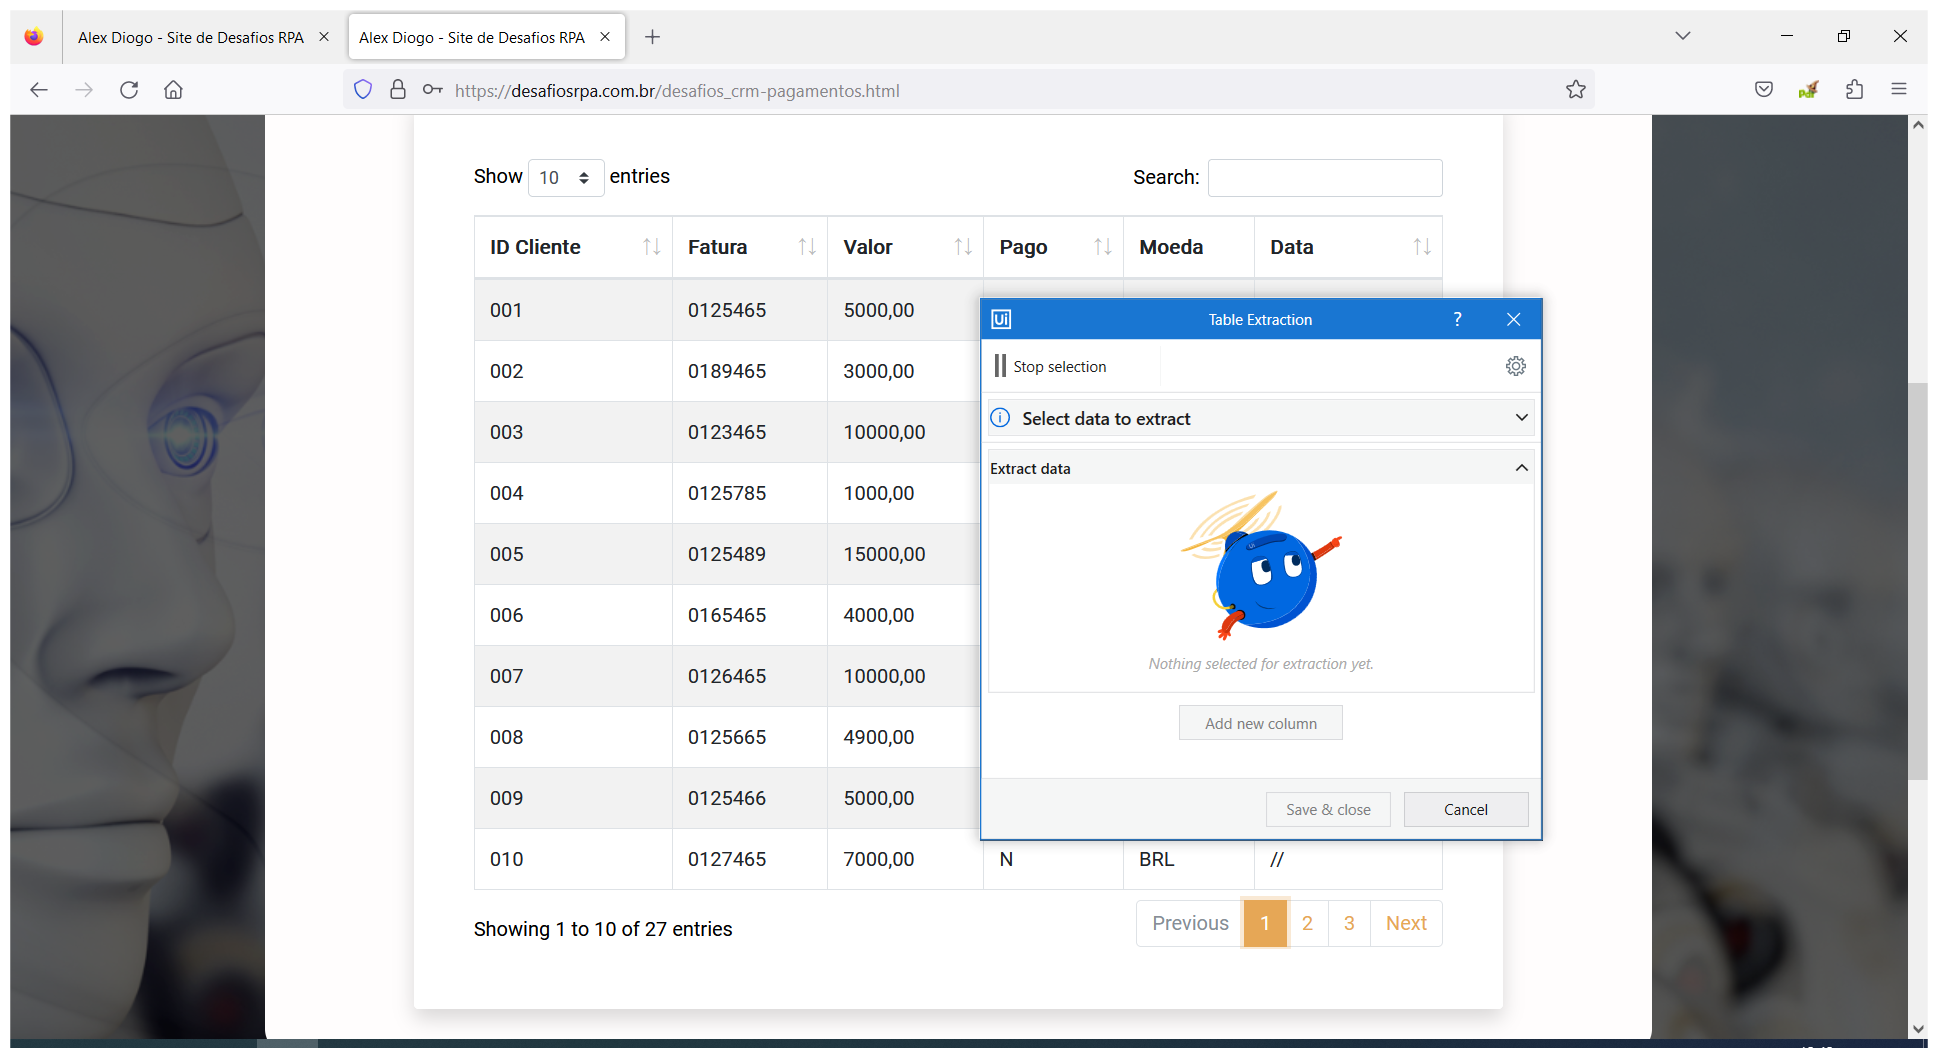 Alex Diogo - Site de Desafios RPA
Alex Diogo - Site de Desafios RPA
https://desafiosrpa.com.br/desafios_crm-pagamentos.html
Show 10 entries
Search:
ID Cliente Fatura Valor Pago Moeda Data
001 0125465 5000,00
Ui Table Extraction ?
002 0189465 3000,00
Stop selection
Select data to extract
003 0123465 10000,00
Extract data
004 0125785 1000,00
005 0125489 15000,00
006 0165465 4000,00
Nothing selected for extraction yet.
007 0126465 10000,00
Add new column
008 0125665 4900,00
009 0125466 5000,00
Save & close Cancel
010 0127465 7000,00 N BRL //
Showing 1 to 10 of 27 entries
Previous 1 2 3 Next